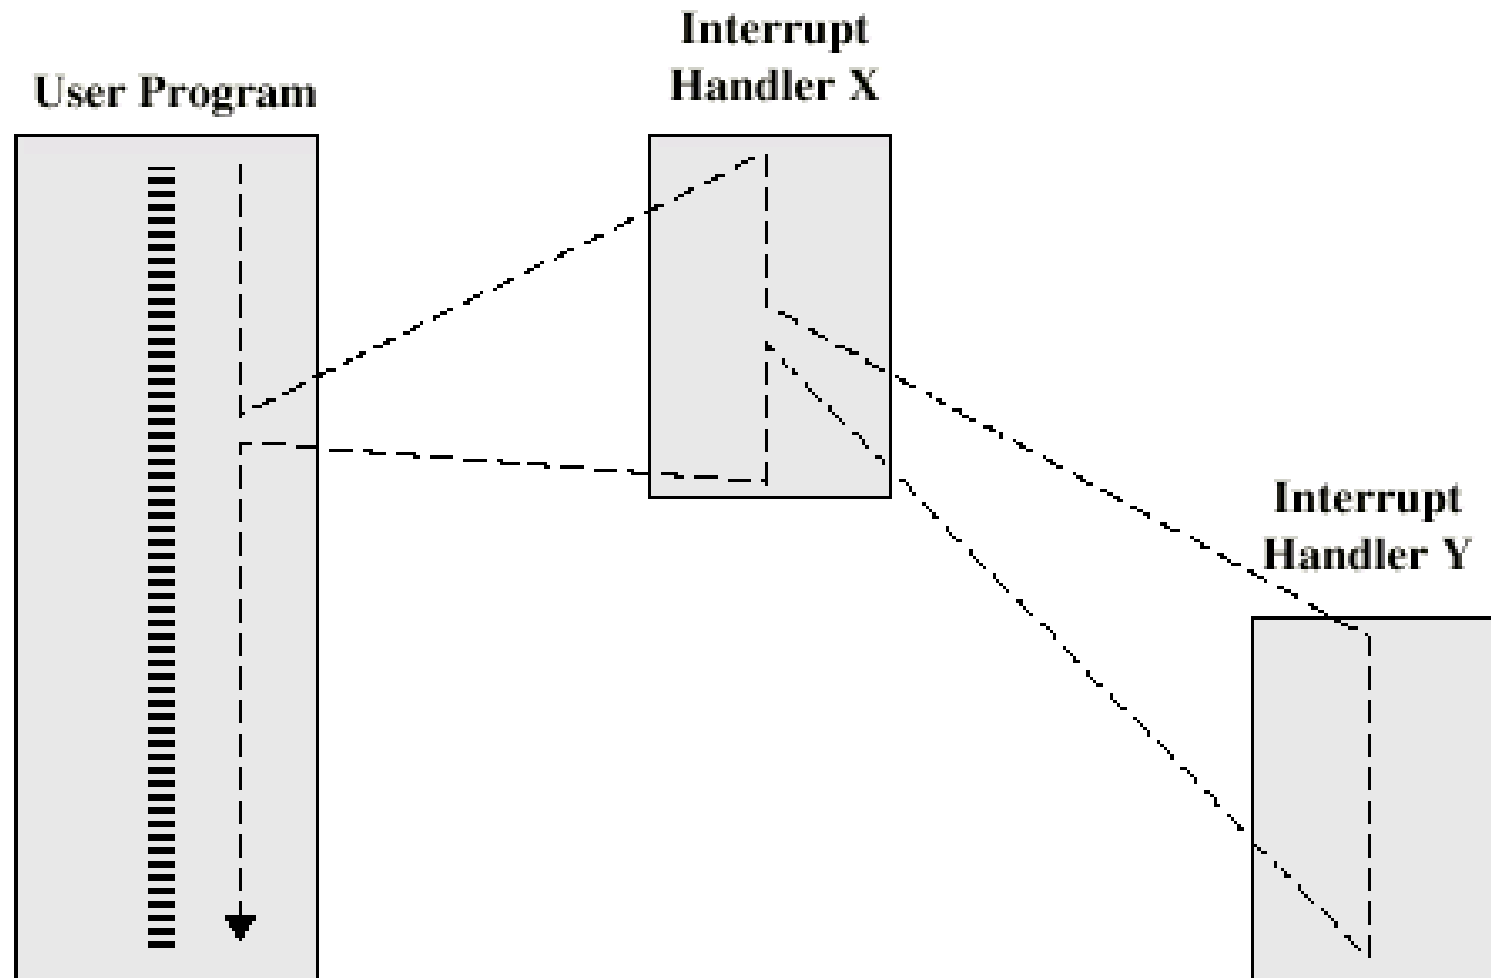 User Program
Interrupt
Handler X
Interrupt
Handler Y